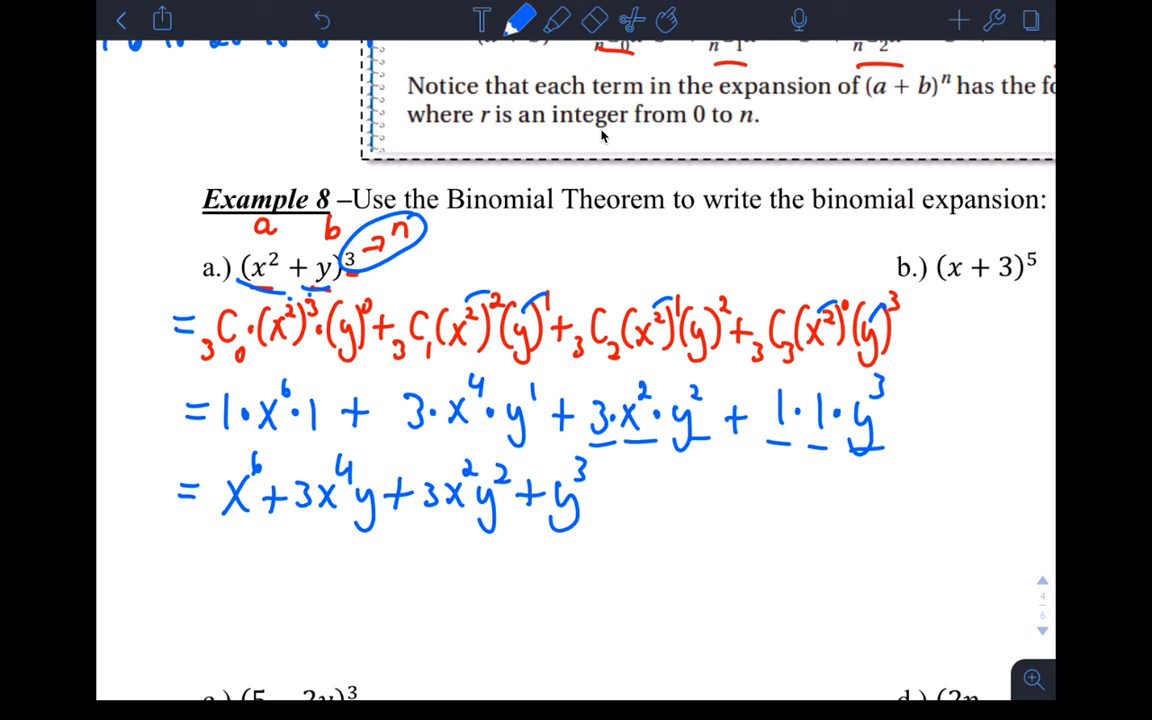 Notice that each term in the expansion of (a + b)ⁿ has the fo
where r is an integer from 0 to n.
Example 8 –Use the Binomial Theorem to write the binomial expansion:
a b → n
a.) (x² + y)³ b.) (x + 3)⁵
= ₃C₀·(x²)³·(y)⁰ + ₃C₁(x²)²(y)¹ + ₃C₂(x²)¹(y)² + ₃C₃(x²)⁰(y)³
= 1·x⁶·1 + 3·x⁴·y¹ + 3·x²·y² + 1·1·y³
= x⁶ + 3x⁴y + 3x²y² + y³
4
6